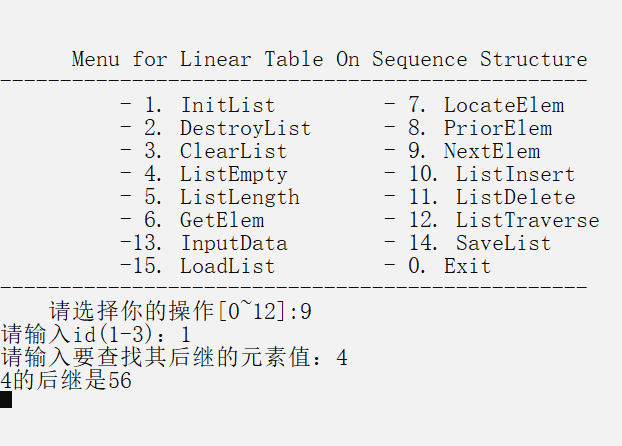 Menu for Linear Table On Sequence Structure
-------------------------------------------------
- 1. InitList - 7. LocateElem
- 2. DestroyList - 8. PriorElem
- 3. ClearList - 9. NextElem
- 4. ListEmpty - 10. ListInsert
- 5. ListLength - 11. ListDelete
- 6. GetElem - 12. ListTraverse
-13. InputData - 14. SaveList
-15. LoadList - 0. Exit
-------------------------------------------------
请选择你的操作[0~12]:9
请输入id(1-3): 1
请输入要查找其后继的元素值: 4
4的后继是56